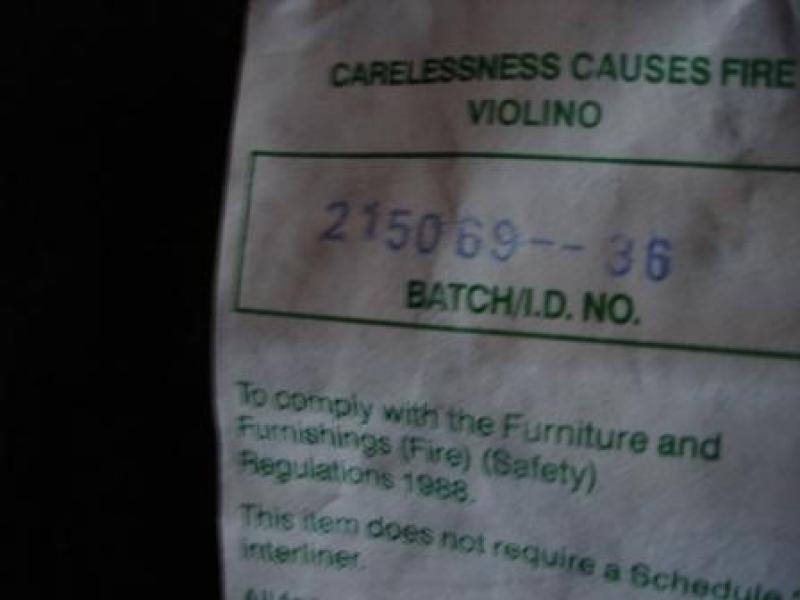 CARELESSNESS CAUSES FIRE
VIOLINO
215069-- 36
BATCH/I.D. NO.
To comply with the Furniture and
Furnishings (Fire) (Safety)
Regulations 1988.
This item does not require a Schedule
interliner.